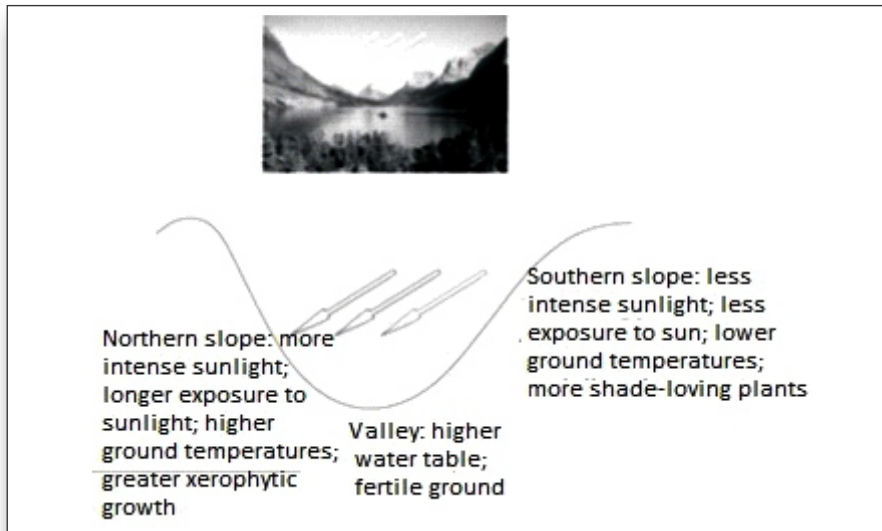 Southern slope: less
intense sunlight; less
exposure to sun; lower
ground temperatures;
more shade-loving plants
Northern slope: more
intense sunlight;
longer exposure to
sunlight; higher
ground temperatures;
greater xerophytic
growth
Valley: higher
water table;
fertile ground